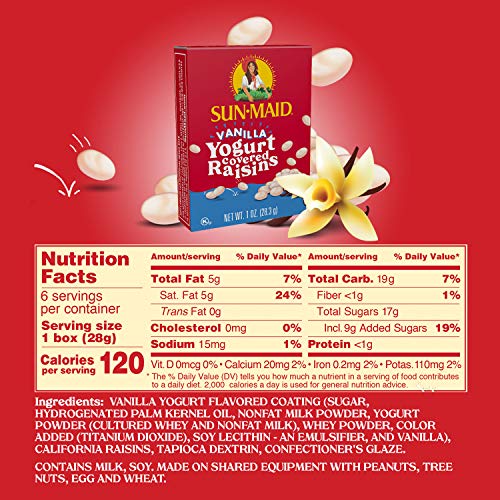 SUN-MAID®
VANILLA
Yogurt
Covered
Raisins
NET WT. 1 OZ. (28.3g)
Nutrition
Facts
6 servings
per container
Serving size
1 box (28g)
Calories
per serving 120
Amount/serving % Daily Value*
Total Fat 5g 7%
Sat. Fat 5g 24%
Trans Fat 0g
Cholesterol 0mg 0%
Sodium 15mg 1%
Amount/serving % Daily Value*
Total Carb. 19g 7%
Fiber <1g 1%
Total Sugars 17g
Incl. 9g Added Sugars 19%
Protein <1g
Vit. D 0mcg 0% • Calcium 20mg 2% • Iron 0.2mg 2% • Potas. 110mg 2%
* The % Daily Value (DV) tells you how much a nutrient in a serving of food contributes
to a daily diet. 2,000 calories a day is used for general nutrition advice.
Ingredients: VANILLA YOGURT FLAVORED COATING (SUGAR,
HYDROGENATED PALM KERNEL OIL, NONFAT MILK POWDER, YOGURT
POWDER (CULTURED WHEY AND NONFAT MILK), WHEY POWDER, COLOR
ADDED (TITANIUM DIOXIDE), SOY LECITHIN - AN EMULSIFIER, AND VANILLA),
CALIFORNIA RAISINS, TAPIOCA DEXTRIN, CONFECTIONER'S GLAZE.
CONTAINS MILK, SOY. MADE ON SHARED EQUIPMENT WITH PEANUTS, TREE
NUTS, EGG AND WHEAT.